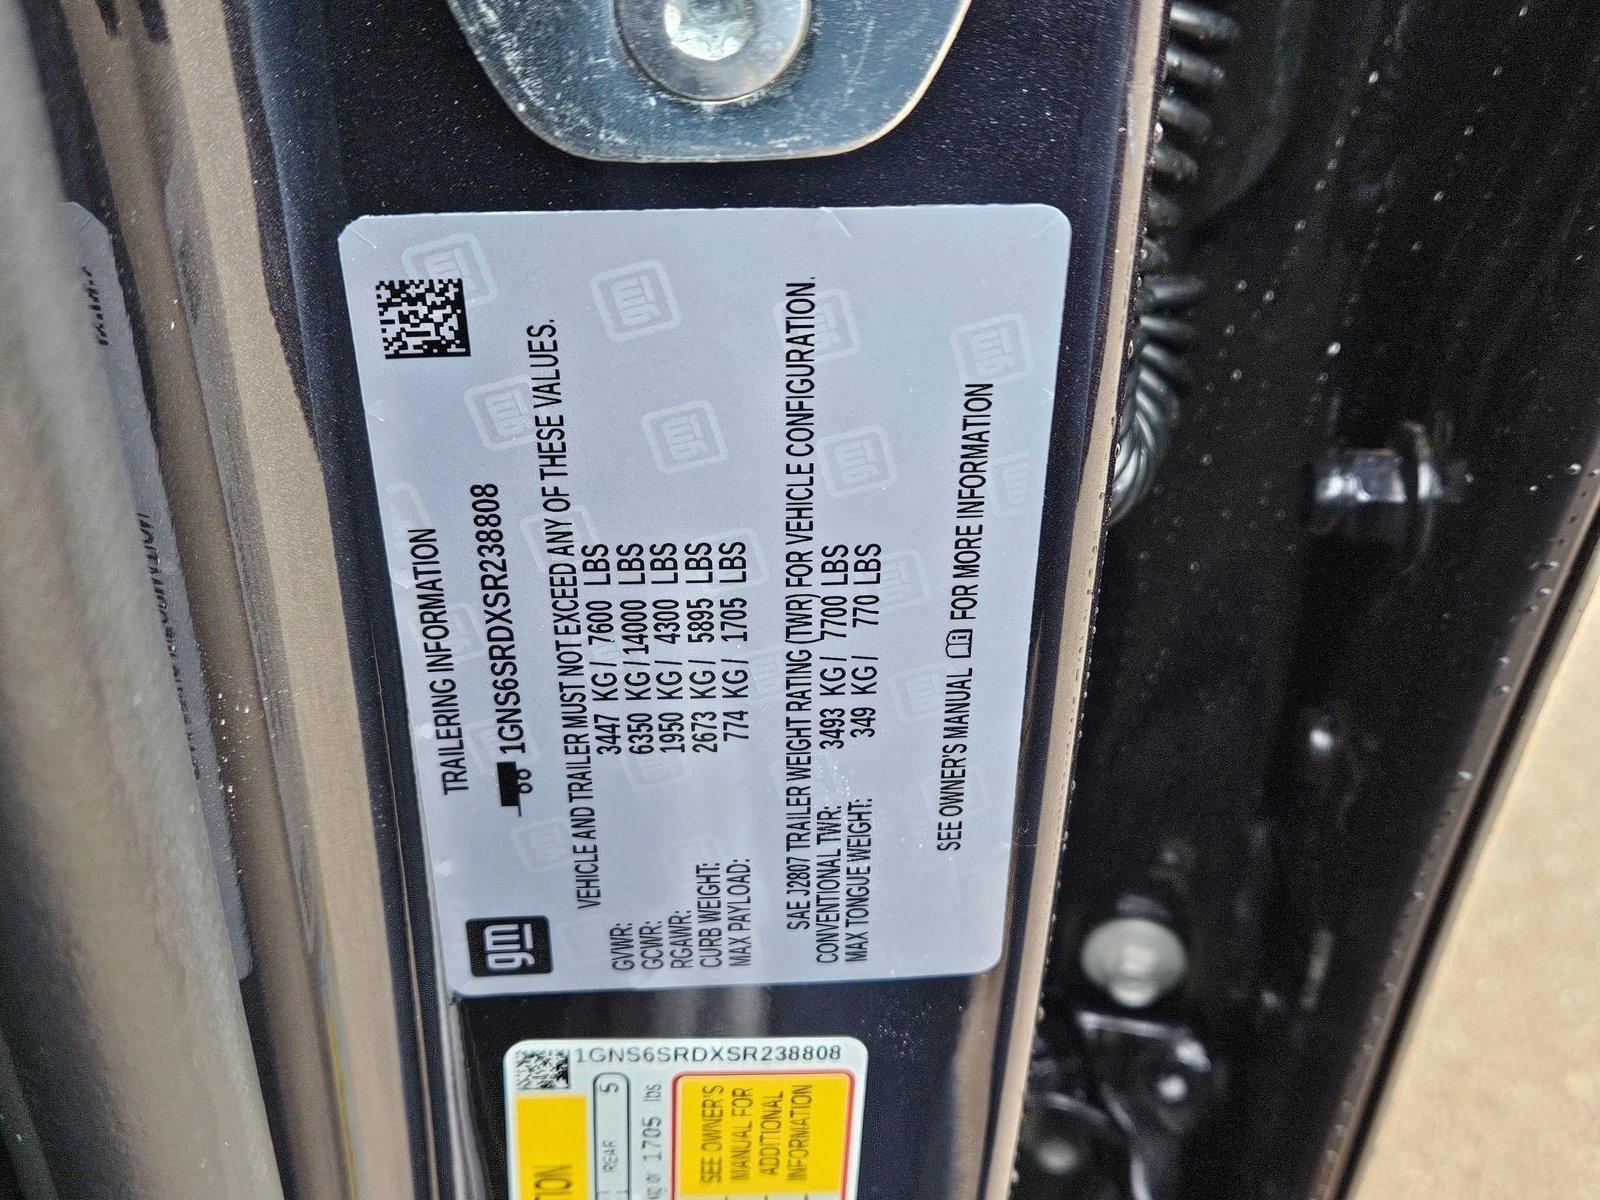 TRAILERING INFORMATION
gm
1GNS6SRDXSR238808
VEHICLE AND TRAILER MUST NOT EXCEED ANY OF THESE VALUES.
GVWR: 3447 KG / 7600 LBS
GCWR: 6350 KG / 14000 LBS
RGAWR: 1950 KG / 4300 LBS
CURB WEIGHT: 2673 KG / 5895 LBS
MAX PAYLOAD: 774 KG / 1705 LBS
SAE J2807 TRAILER WEIGHT RATING (TWR) FOR VEHICLE CONFIGURATION.
CONVENTIONAL TWR: 3493 KG / 7700 LBS
MAX TONGUE WEIGHT: 349 KG / 770 LBS
SEE OWNER'S MANUAL FOR MORE INFORMATION
1GNS6SRDXSR238808
REAR 5
kg or 1705 lbs
SEE OWNER'S
MANUAL FOR
ADDITIONAL
INFORMATION